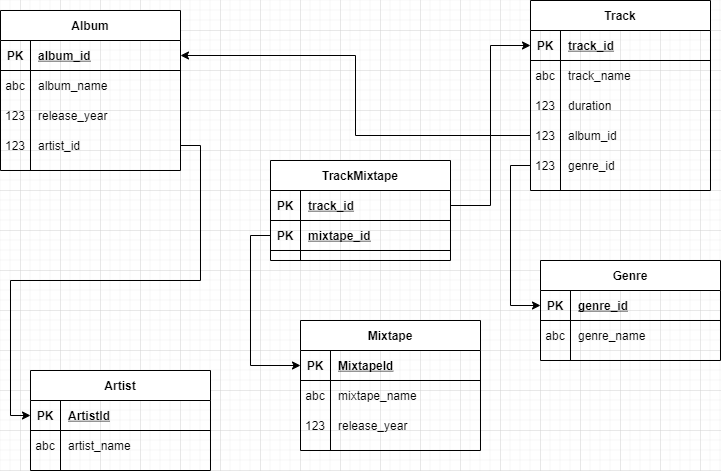 Album
PK album_id
abc album_name
123 release_year
123 artist_id
Track
PK track_id
abc track_name
123 duration
123 album_id
123 genre_id
TrackMixtape
PK track_id
PK mixtape_id
Genre
PK genre_id
abc genre_name
Mixtape
PK MixtapeId
abc mixtape_name
123 release_year
Artist
PK ArtistId
abc artist_name